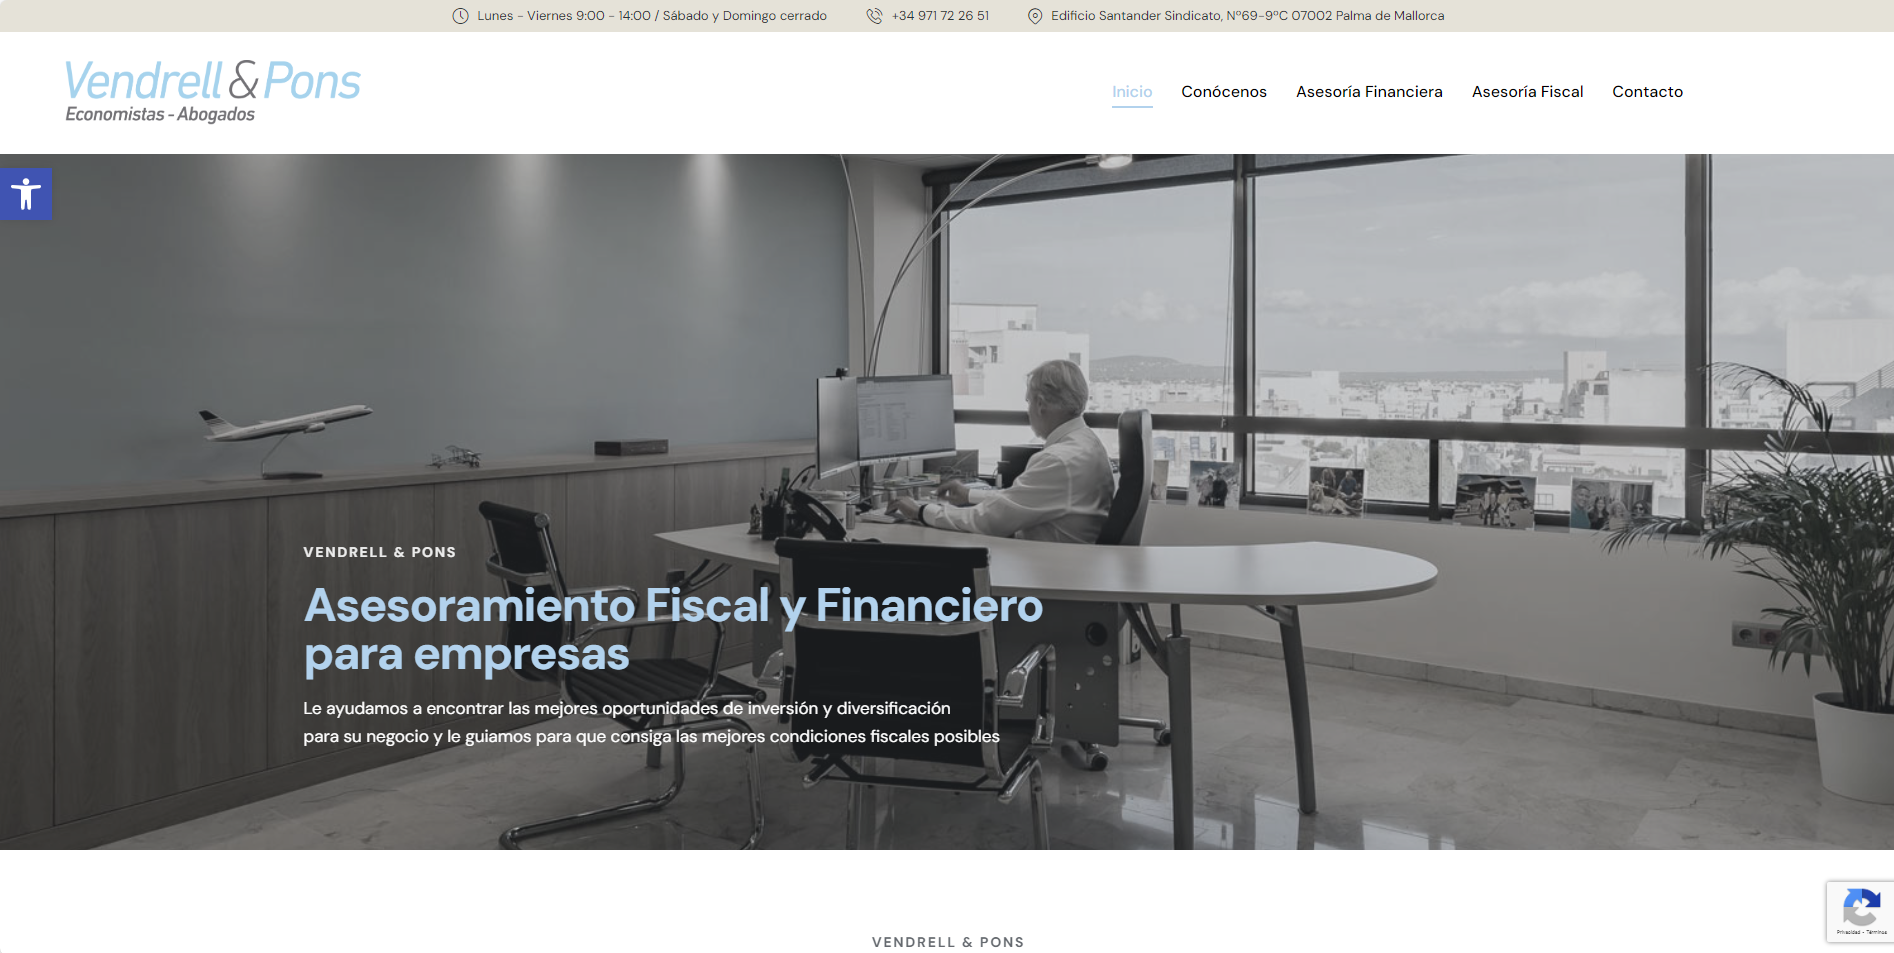 Lunes - Viernes 9:00 - 14:00 / Sábado y Domingo cerrado
+34 971 72 26 51
Edificio Santander Sindicato, Nº69-9ºC 07002 Palma de Mallorca
Vendrell & Pons
Economistas - Abogados
Inicio
Conócenos
Asesoría Financiera
Asesoría Fiscal
Contacto
VENDRELL & PONS
Asesoramiento Fiscal y Financiero
para empresas
Le ayudamos a encontrar las mejores oportunidades de inversión y diversificación
para su negocio y le guiamos para que consiga las mejores condiciones fiscales posibles
VENDRELL & PONS
Privacidad - Términos